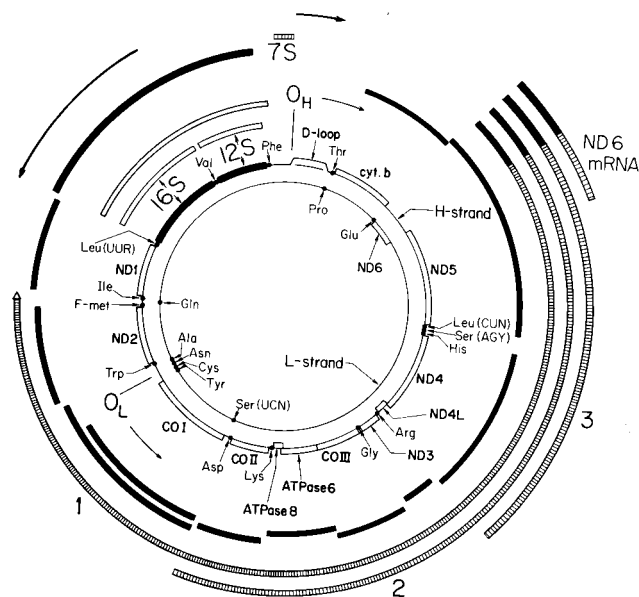 7S
O_H
D-loop
Phe
Thr
cyt. b
ND6
mRNA
12S
Val
16S
Pro
H-strand
Glu
ND6
Leu (UUR)
ND1
ND5
Ile
F-met
Gln
Leu (CUN)
Ser (AGY)
His
ND2
Ala
Asn
Cys
Tyr
Trp
L-strand
ND4
O_L
Ser (UCN)
ND4L
Arg
CO I
Asp
CO II
Lys
ATPase8
ATPase6
CO III
Gly
ND3
1
2
3